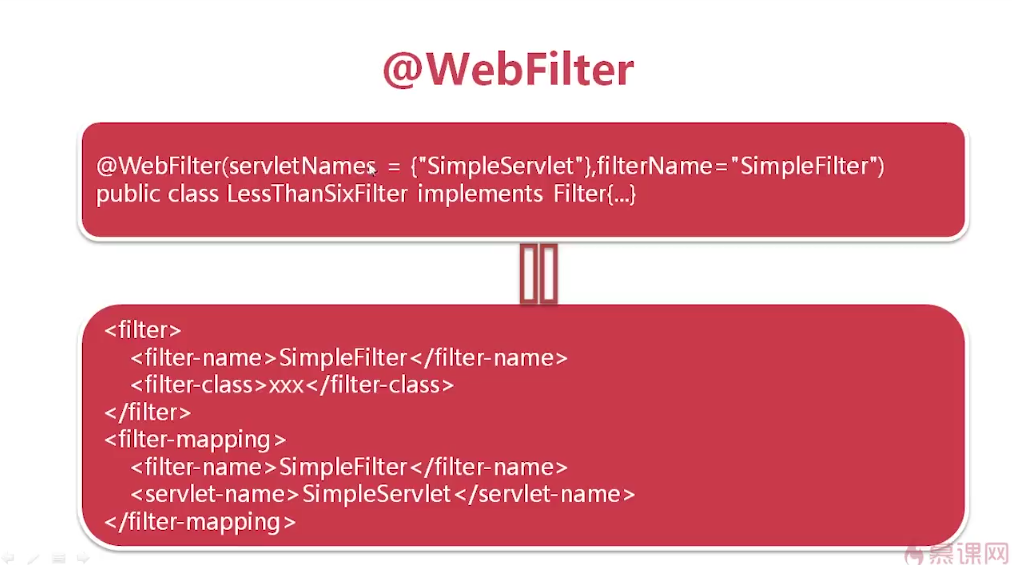 @WebFilter
@WebFilter(servletNames = {"SimpleServlet"},filterName="SimpleFilter")
public class LessThanSixFilter implements Filter{...}
<filter>
<filter-name>SimpleFilter</filter-name>
<filter-class>xxx</filter-class>
</filter>
<filter-mapping>
<filter-name>SimpleFilter</filter-name>
<servlet-name>SimpleServlet</servlet-name>
</filter-mapping>
慕课网